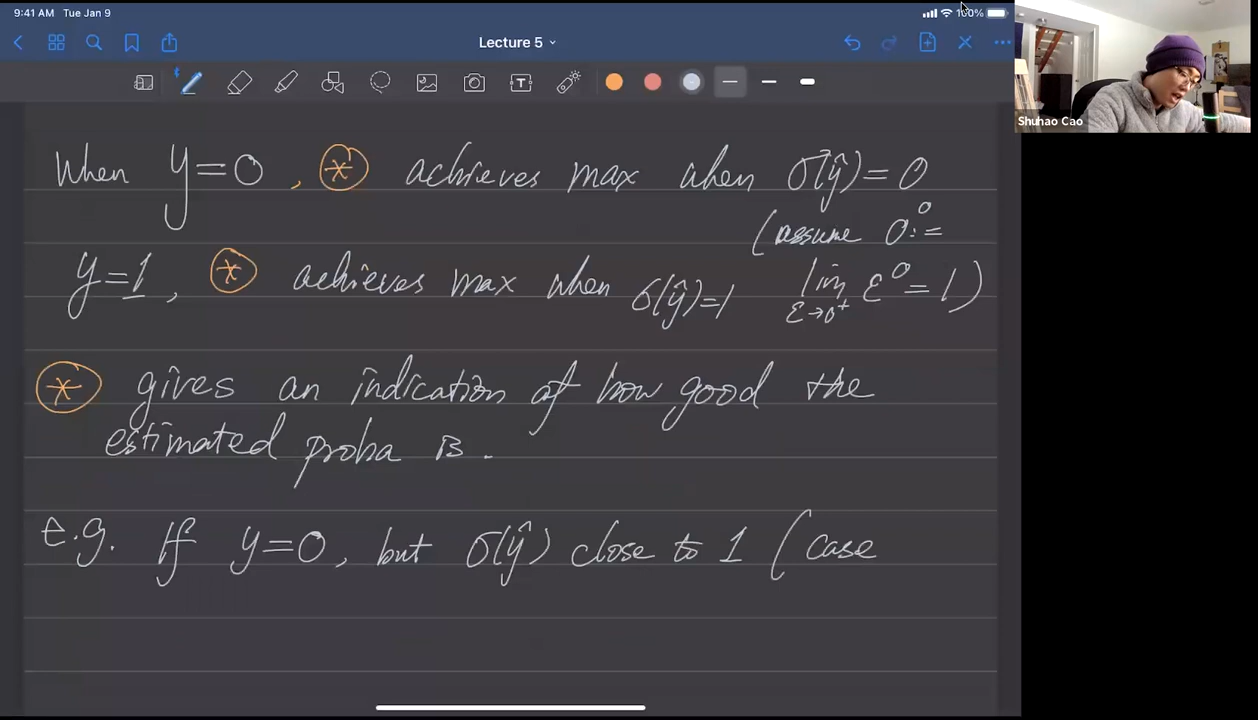 9:41 AM Tue Jan 9
100%
Lecture 5
Shuhao Cao
When y=0, ⊛ achieves max when σ(ŷ)=0
(assume 0⁰:=
y=1, ⊛ achieves max when σ(ŷ)=1 lim ε⁰ = 1)
ε→0⁺
⊛ gives an indication of how good the
estimated proba is.
e.g. If y=0, but σ(ŷ) close to 1 (case